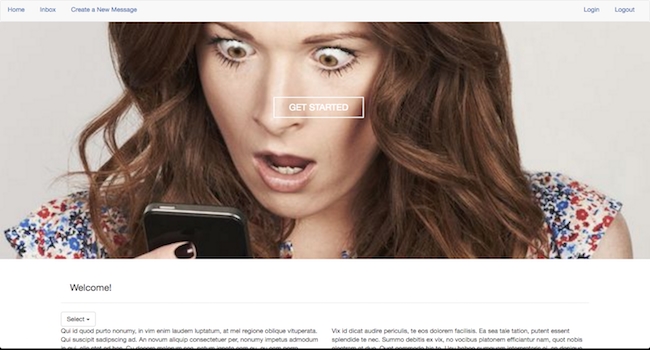 Home Inbox Create a New Message Login Logout
GET STARTED
Welcome!
Select
Qui id quod purto nonumy, in vim enim laudem luptatum, at mel regione oblique vituperata.
Qui suscipit sadipscing ad. An novum aliquip consectetuer per, nonumy impetus admodum
Vix id dicat audire periculis, te eos dolorem facilisis. Ea sea tale tation, putent essent
splendide te nec. Summo debitis ex vix, no vocibus platonem efficiantur nam, quot nobis